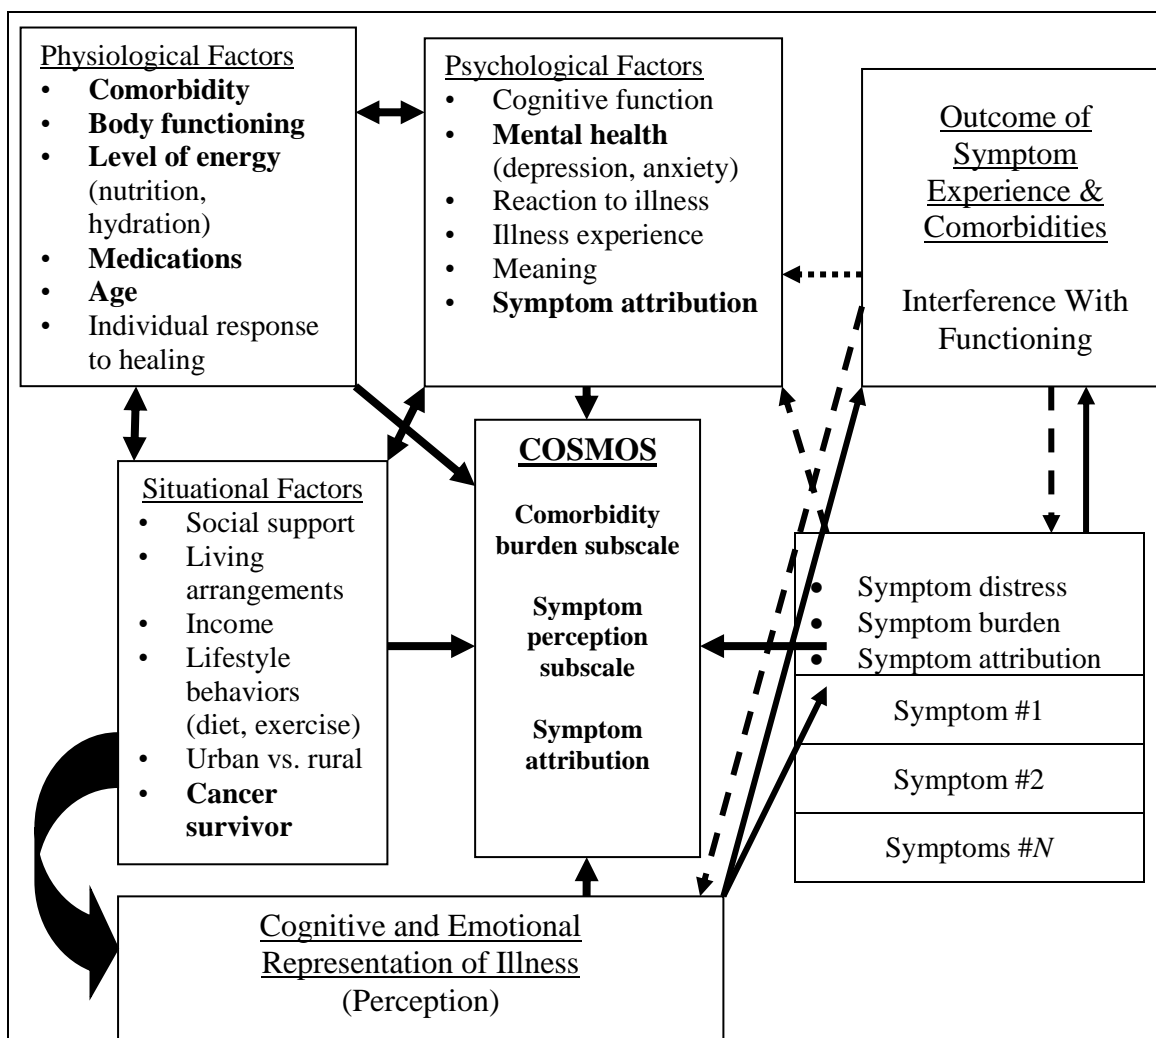 Physiological Factors
• Comorbidity
• Body functioning
• Level of energy
(nutrition,
hydration)
• Medications
• Age
• Individual response
to healing
Psychological Factors
• Cognitive function
• Mental health
(depression, anxiety)
• Reaction to illness
• Illness experience
• Meaning
• Symptom attribution
Outcome of
Symptom
Experience &
Comorbidities
Interference With
Functioning
Situational Factors
• Social support
• Living
arrangements
• Income
• Lifestyle
behaviors
(diet, exercise)
• Urban vs. rural
• Cancer
survivor
COSMOS
Comorbidity
burden subscale
Symptom
perception
subscale
Symptom
attribution
• Symptom distress
• Symptom burden
• Symptom attribution
Symptom #1
Symptom #2
Symptoms #N
Cognitive and Emotional
Representation of Illness
(Perception)